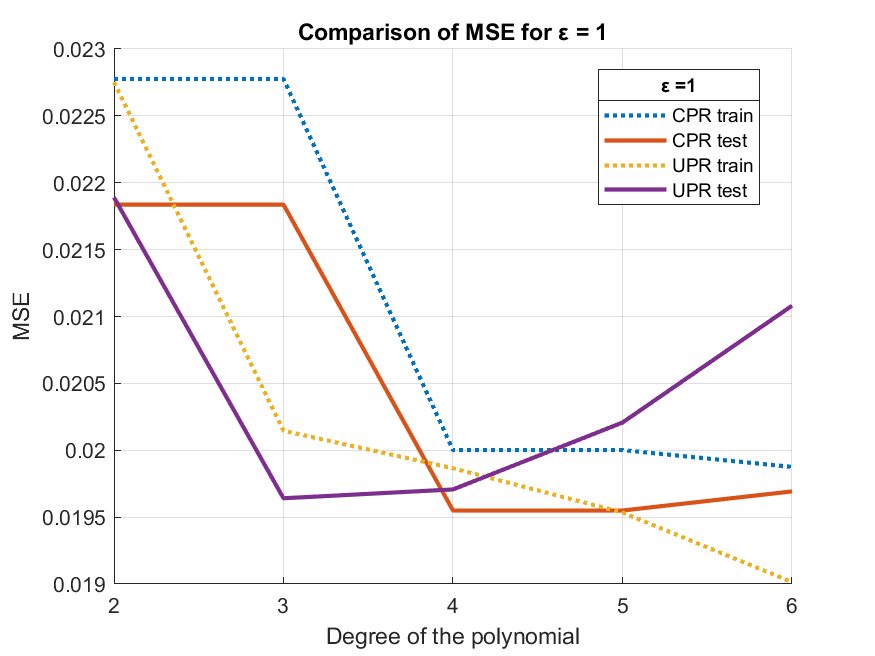 Comparison of MSE for ε = 1
0.023
0.0225
0.022
0.0215
0.021
0.0205
0.02
0.0195
0.019
MSE
ε =1
CPR train
CPR test
UPR train
UPR test
2 3 4 5 6
Degree of the polynomial